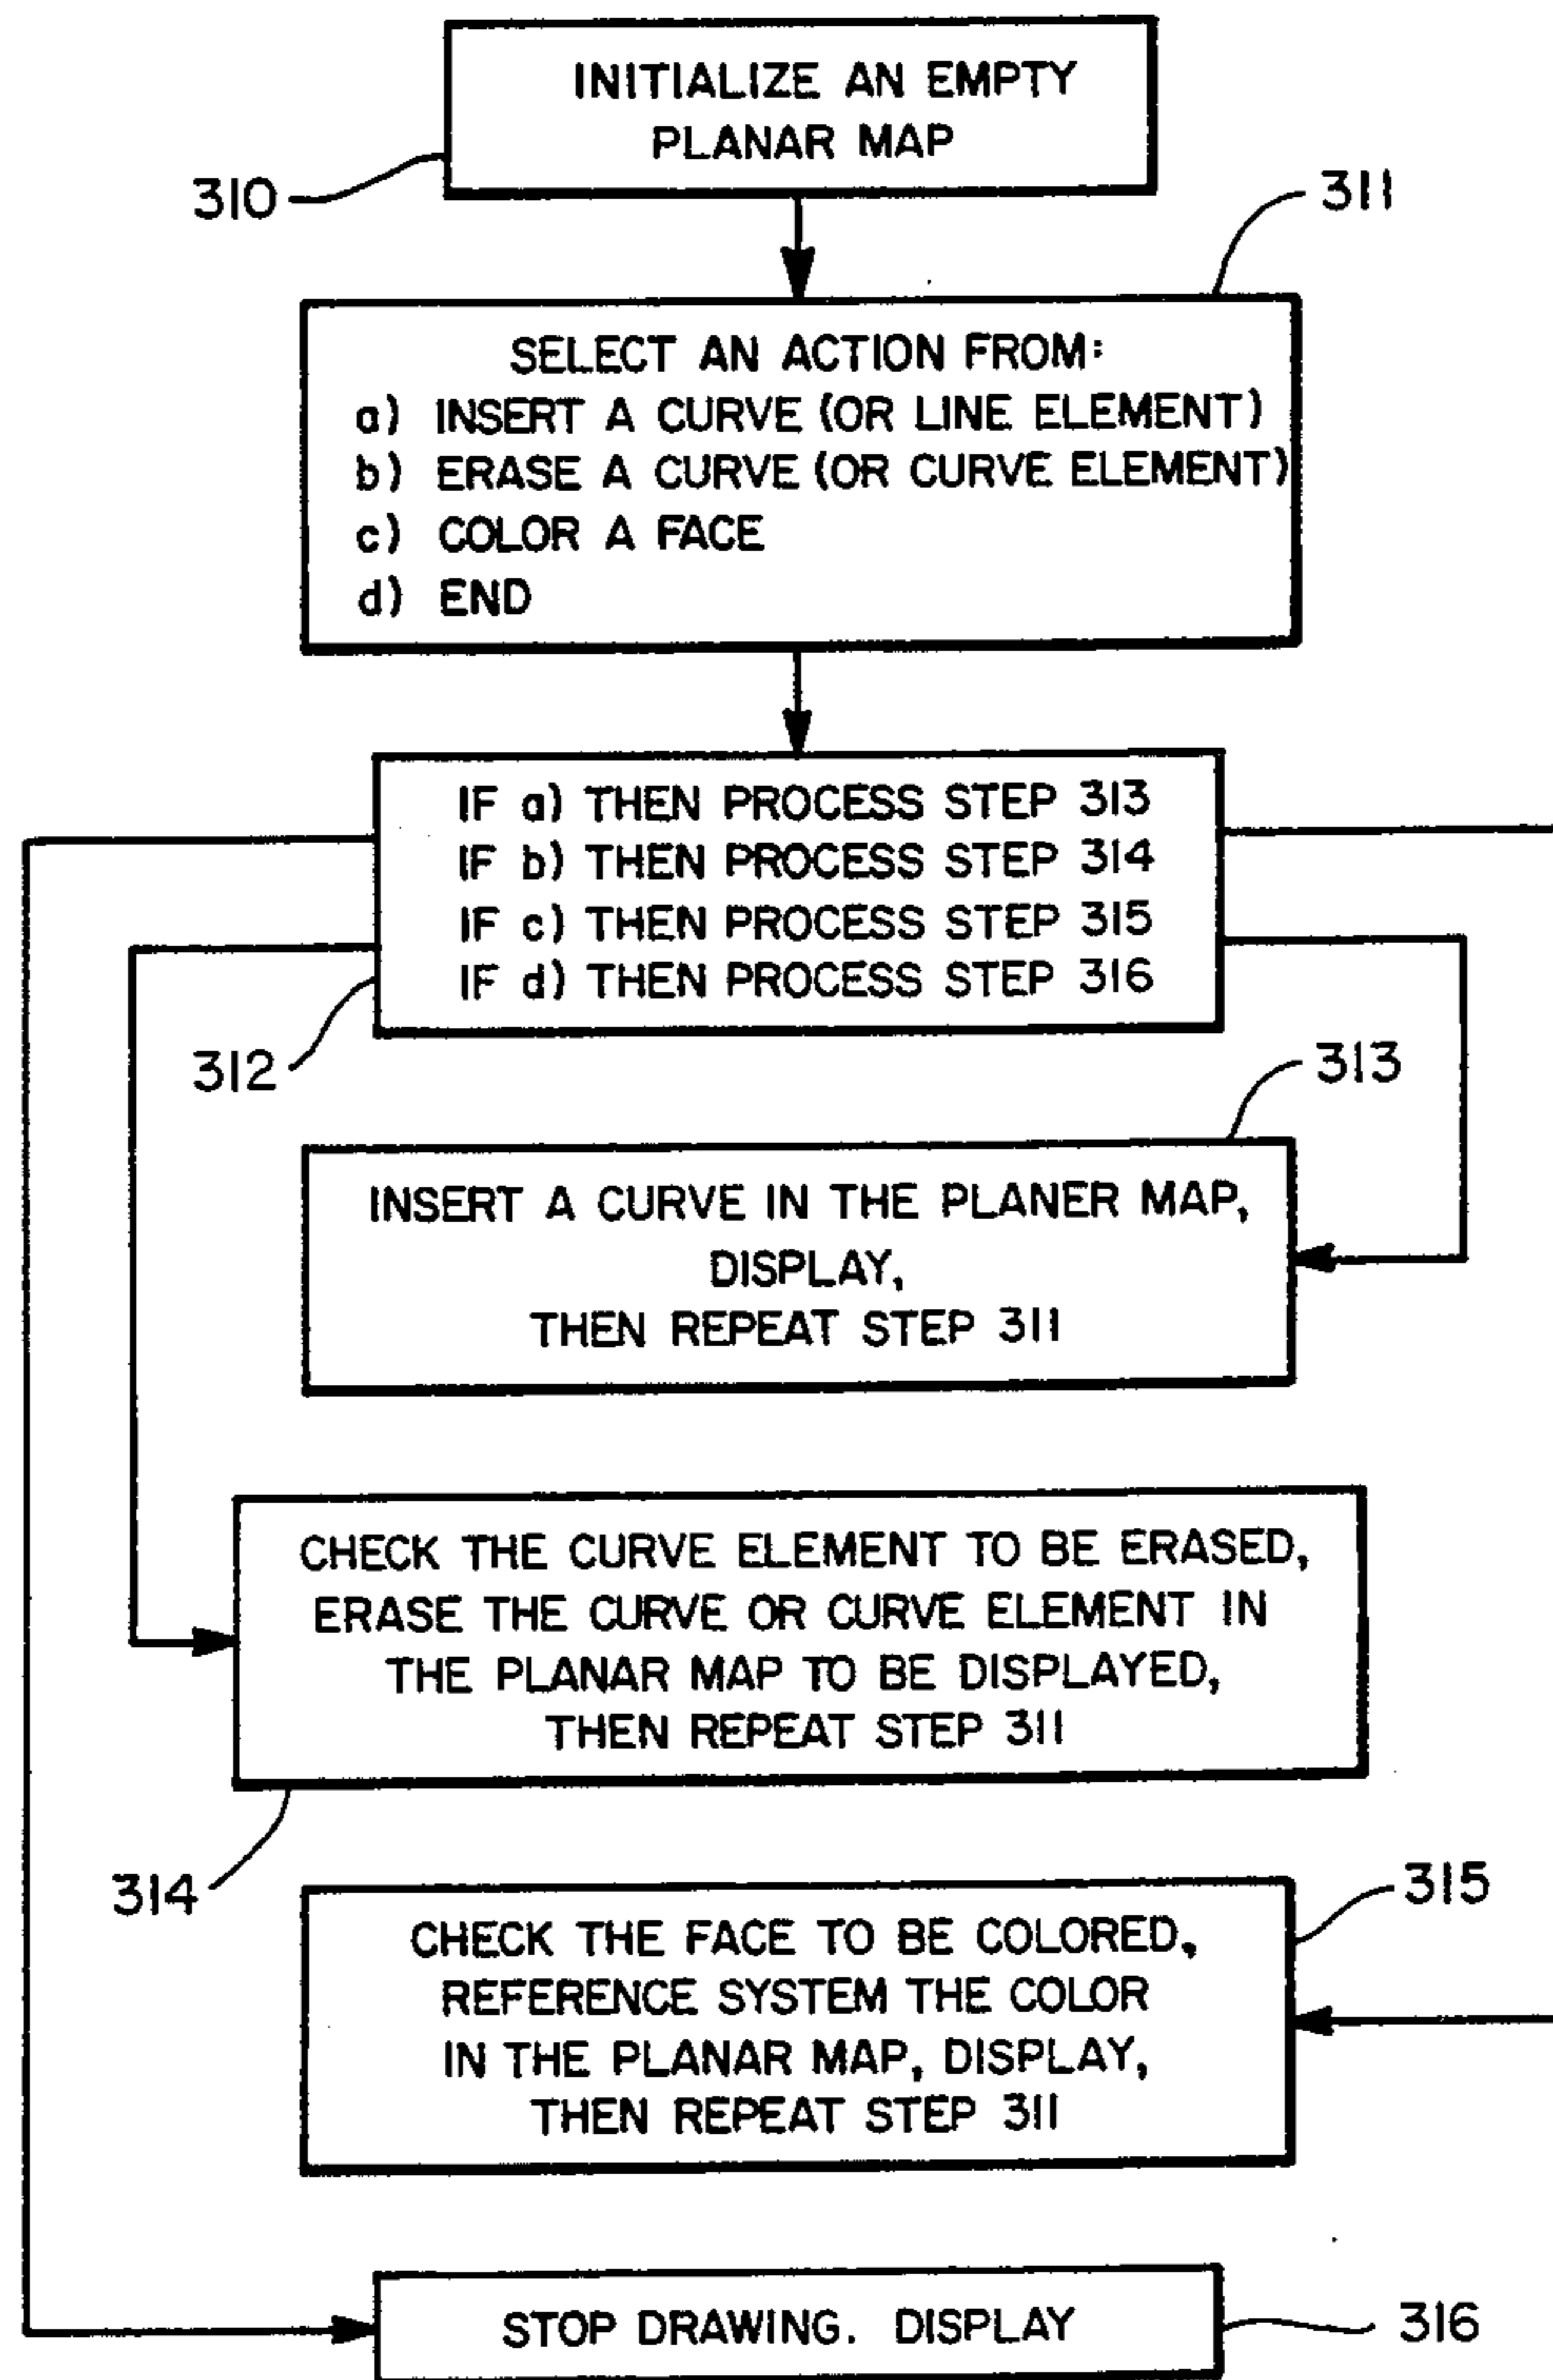 INITIALIZE AN EMPTY
PLANAR MAP
310
311
SELECT AN ACTION FROM:
a) INSERT A CURVE (OR LINE ELEMENT)
b) ERASE A CURVE (OR CURVE ELEMENT)
c) COLOR A FACE
d) END
IF a) THEN PROCESS STEP 313
IF b) THEN PROCESS STEP 314
IF c) THEN PROCESS STEP 315
IF d) THEN PROCESS STEP 316
312
313
INSERT A CURVE IN THE PLANER MAP,
DISPLAY,
THEN REPEAT STEP 311
CHECK THE CURVE ELEMENT TO BE ERASED,
ERASE THE CURVE OR CURVE ELEMENT IN
THE PLANAR MAP TO BE DISPLAYED,
THEN REPEAT STEP 311
314
315
CHECK THE FACE TO BE COLORED,
REFERENCE SYSTEM THE COLOR
IN THE PLANAR MAP, DISPLAY,
THEN REPEAT STEP 311
STOP DRAWING. DISPLAY
316